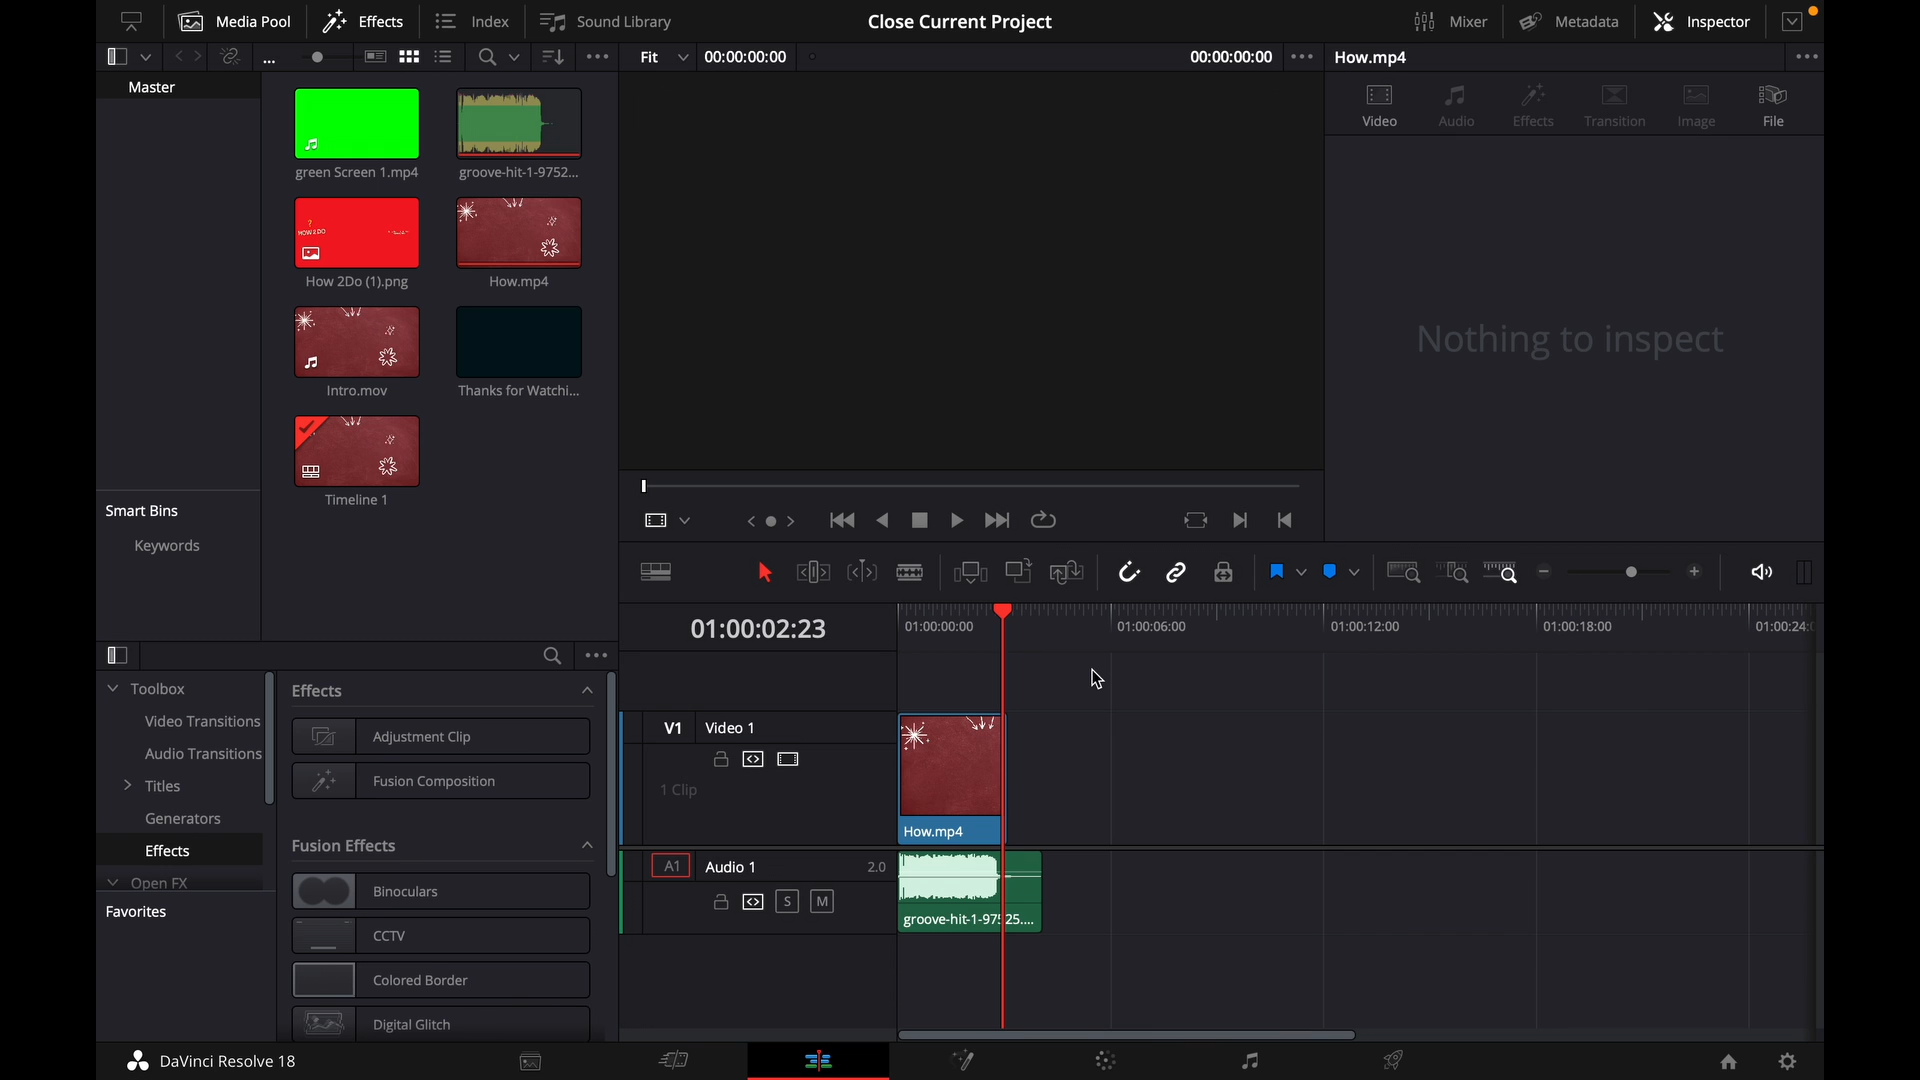 Media Pool
Effects
Index
Sound Library
Close Current Project
Mixer
Metadata
Inspector
...
Fit
00:00:00:00
00:00:00:00
How.mp4
Master
green Screen 1.mp4
groove-hit-1-9752...
Video
Audio
Effects
Transition
Image
File
?
HOW 2 DO
How 2Do (1).png
How.mp4
Nothing to inspect
Intro.mov
Thanks for Watchi...
Timeline 1
Smart Bins
Keywords
01:00:02:23
01:00:00:00
01:00:06:00
01:00:12:00
01:00:18:00
01:00:24:
Toolbox
Video Transitions
Audio Transitions
Titles
Generators
Effects
Open FX
Favorites
Effects
Adjustment Clip
Fusion Composition
Fusion Effects
Binoculars
CCTV
Colored Border
Digital Glitch
V1
Video 1
1 Clip
How.mp4
A1
Audio 1
2.0
S
M
groove-hit-1-97525....
DaVinci Resolve 18